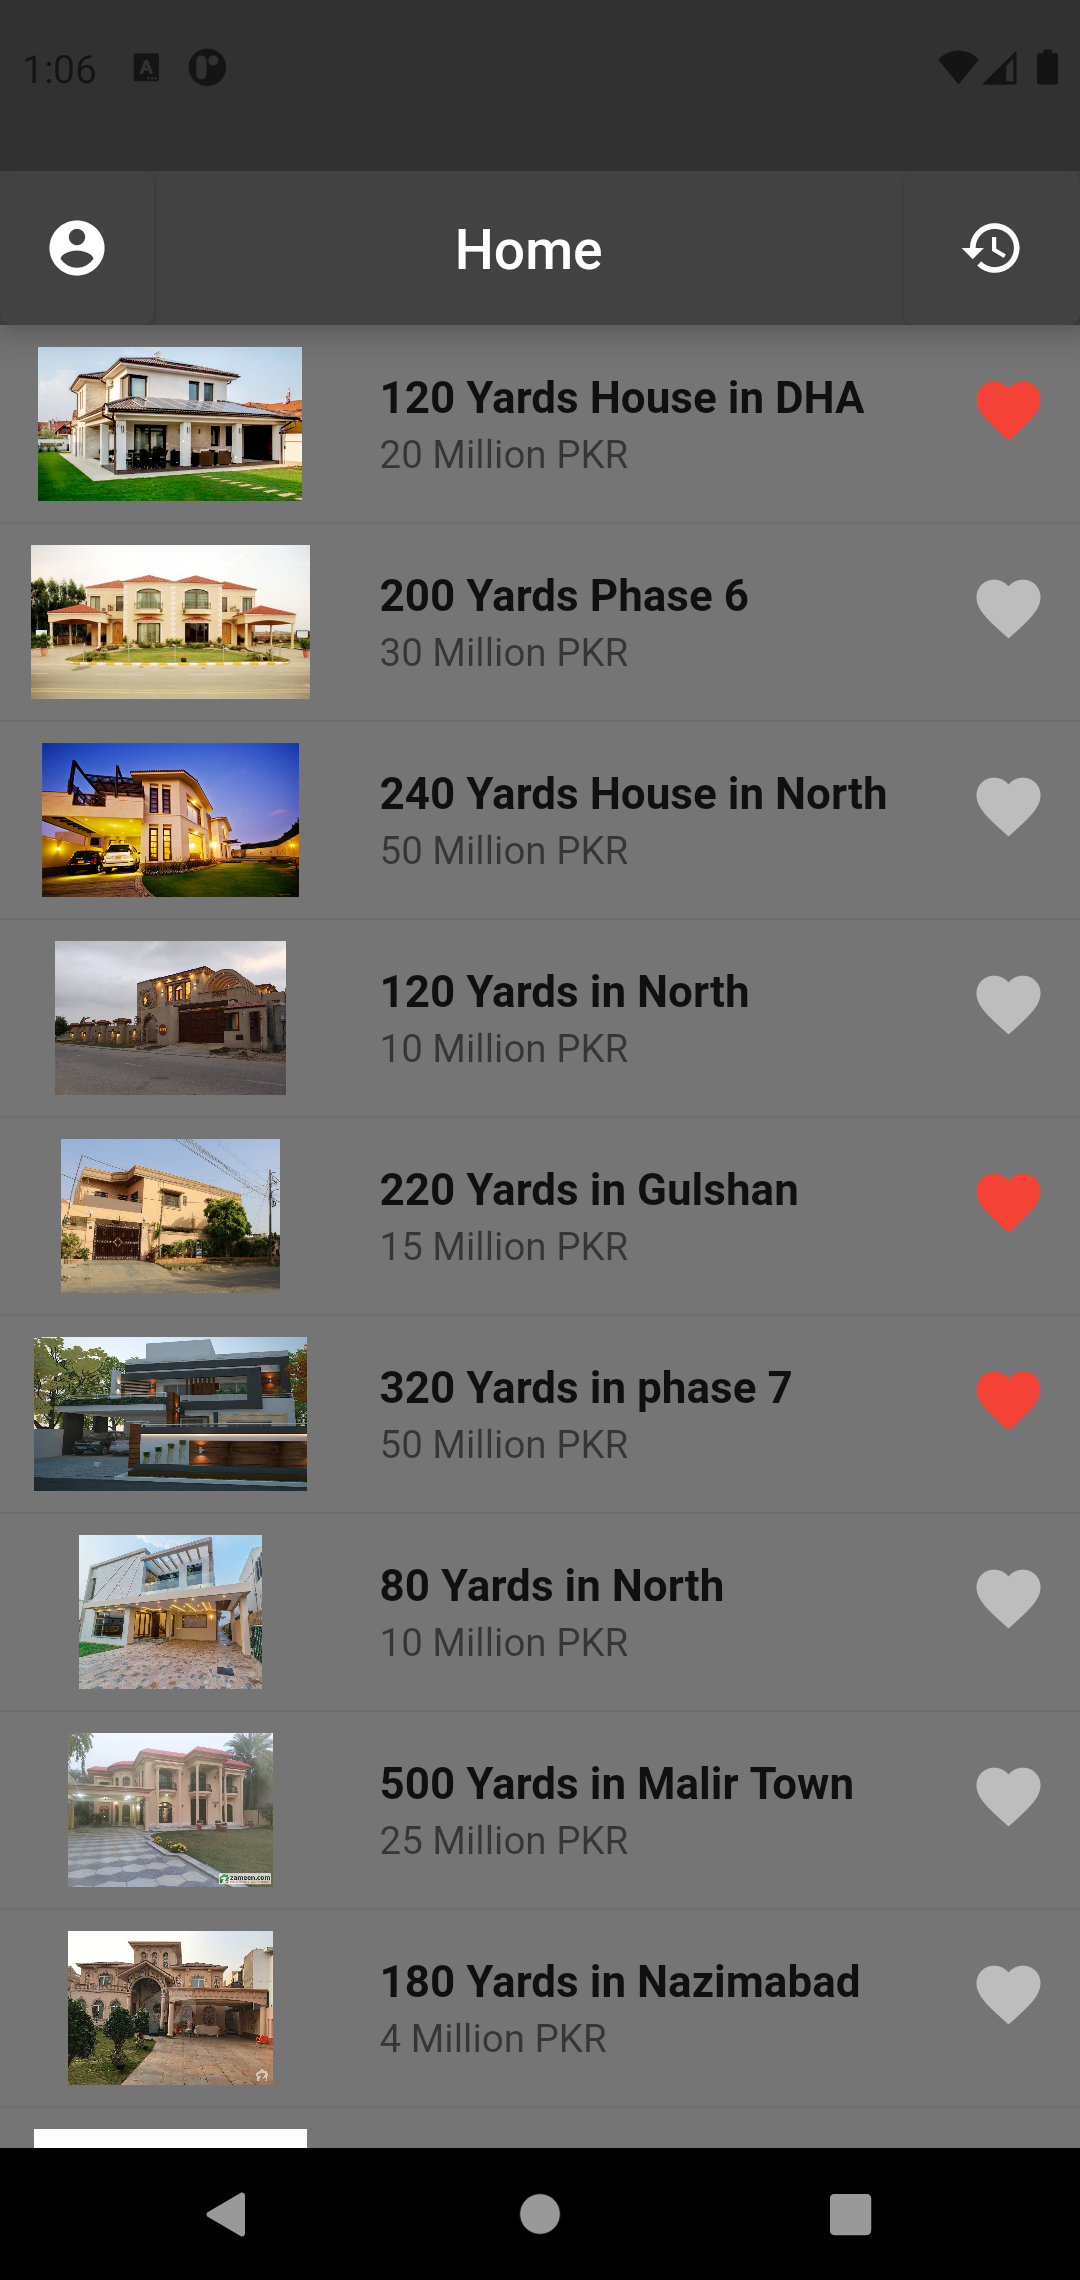 1:06
Home
120 Yards House in DHA
20 Million PKR
200 Yards Phase 6
30 Million PKR
240 Yards House in North
50 Million PKR
120 Yards in North
10 Million PKR
220 Yards in Gulshan
15 Million PKR
320 Yards in phase 7
50 Million PKR
80 Yards in North
10 Million PKR
500 Yards in Malir Town
25 Million PKR
zameen.com
180 Yards in Nazimabad
4 Million PKR